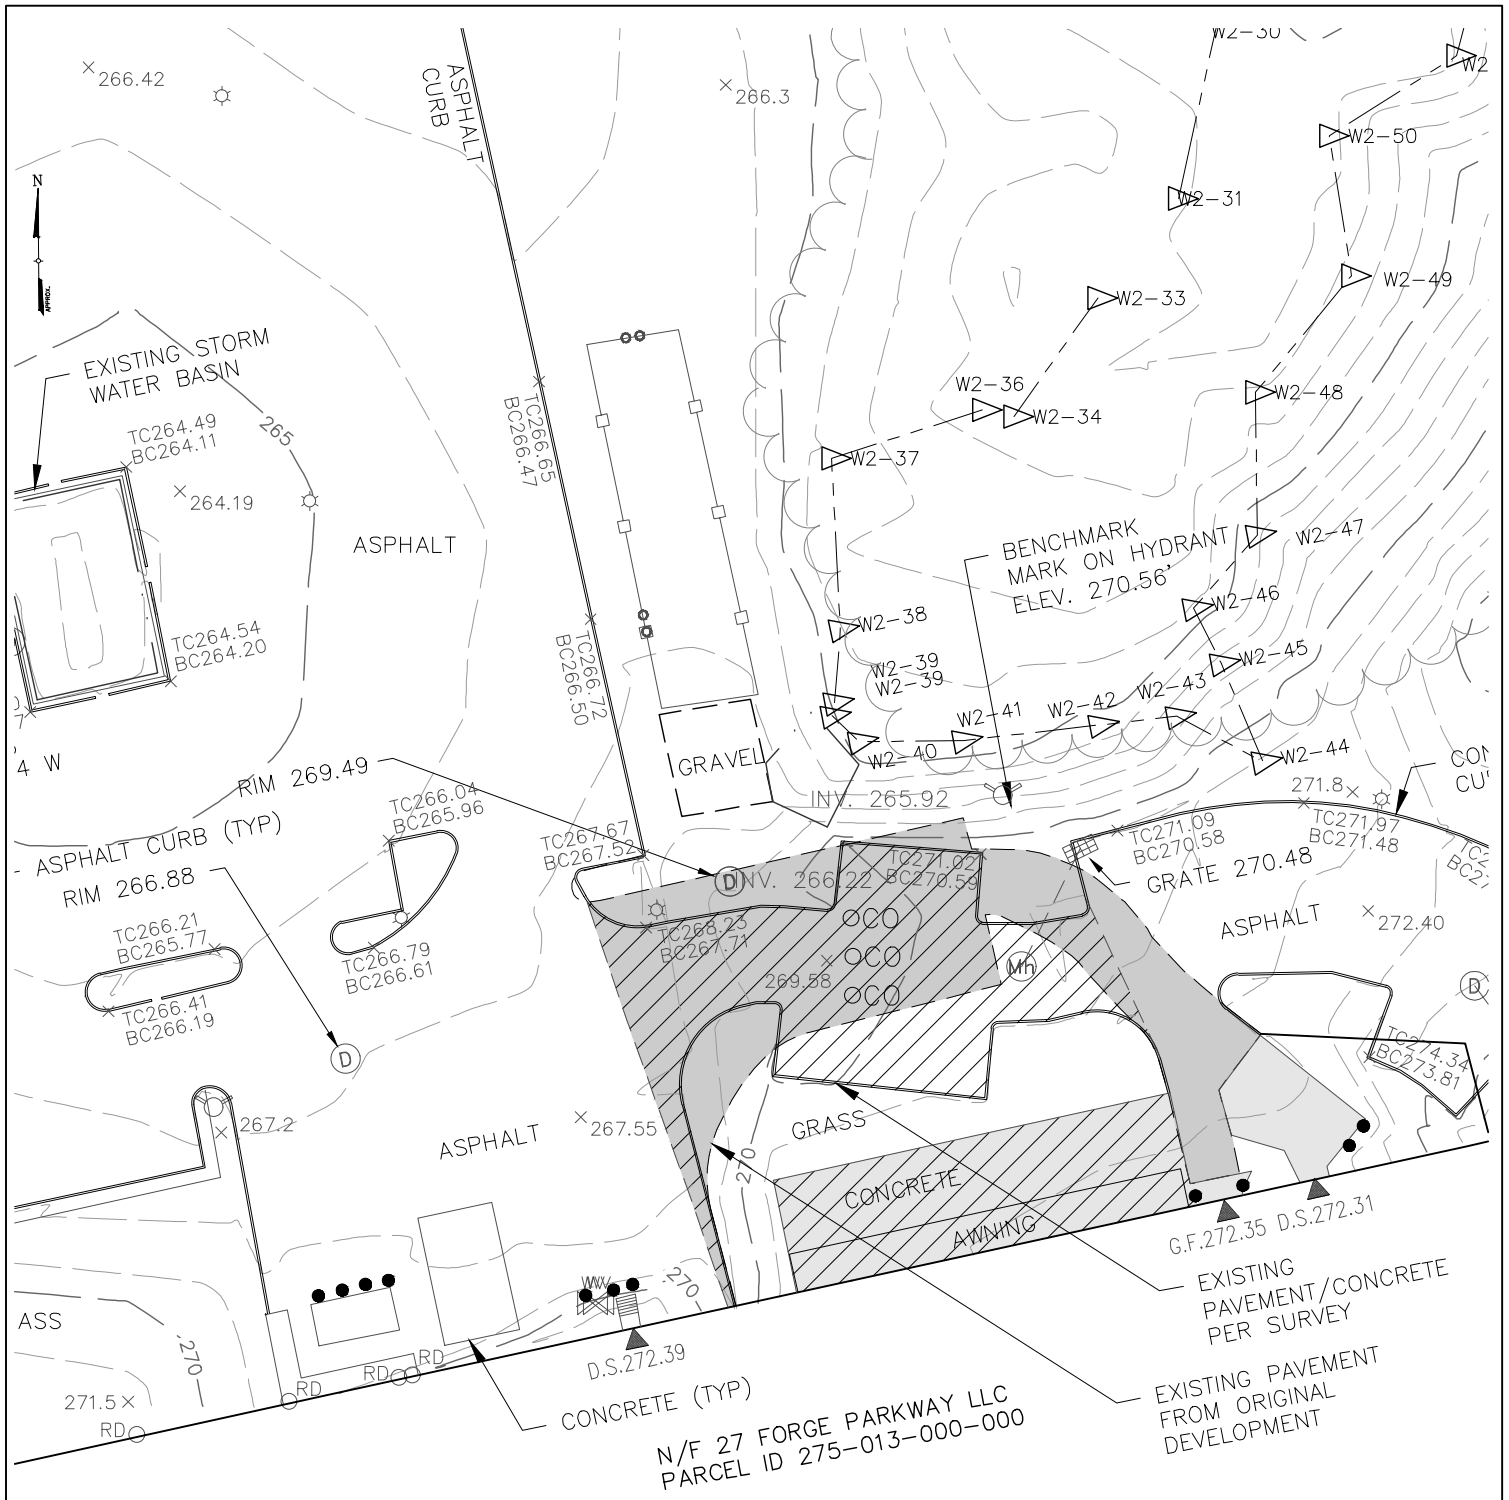 W2-30
W2
266.42
ASPHALT
CURB
266.3
W2-50
W2-31
N
APPROX.
W2-49
W2-33
EXISTING STORM
WATER BASIN
W2-36
W2-34
W2-48
TC264.49
BC264.11
265
TC266.65
BC266.47
W2-37
264.19
ASPHALT
BENCHMARK
MARK ON HYDRANT
ELEV. 270.56'
W2-47
W2-46
TC264.54
BC264.20
TC266.72
BC266.50
W2-38
W2-39
W2-39
W2-45
W2-43
W2-42
W2-41
W2-40
W2-44
4 W
GRAVEL
RIM 269.49
INV. 265.92
271.8
TC271.97
BC271.48
TC266.04
BC265.96
ASPHALT CURB (TYP)
TC267.67
BC267.52
TC271.02
BC270.59
TC271.09
BC270.58
GRATE 270.48
RIM 266.88
D
INV. 266.22
CO
CO
CO
TC268.23
BC267.71
ASPHALT
272.40
TC266.21
BC265.77
TC266.79
BC266.61
269.58
Mh
D
TC266.41
BC266.19
D
TC274.34
BC273.81
267.2
ASPHALT
267.55
GRASS
270
CONCRETE
AWNING
G.F.272.35
D.S.272.31
270
EXISTING
PAVEMENT/CONCRETE
PER SURVEY
ASS
270
D.S.272.39
RD
RD
RD
RD
271.5
CONCRETE (TYP)
EXISTING PAVEMENT
FROM ORIGINAL
DEVELOPMENT
N/F 27 FORGE PARKWAY LLC
PARCEL ID 275-013-000-000